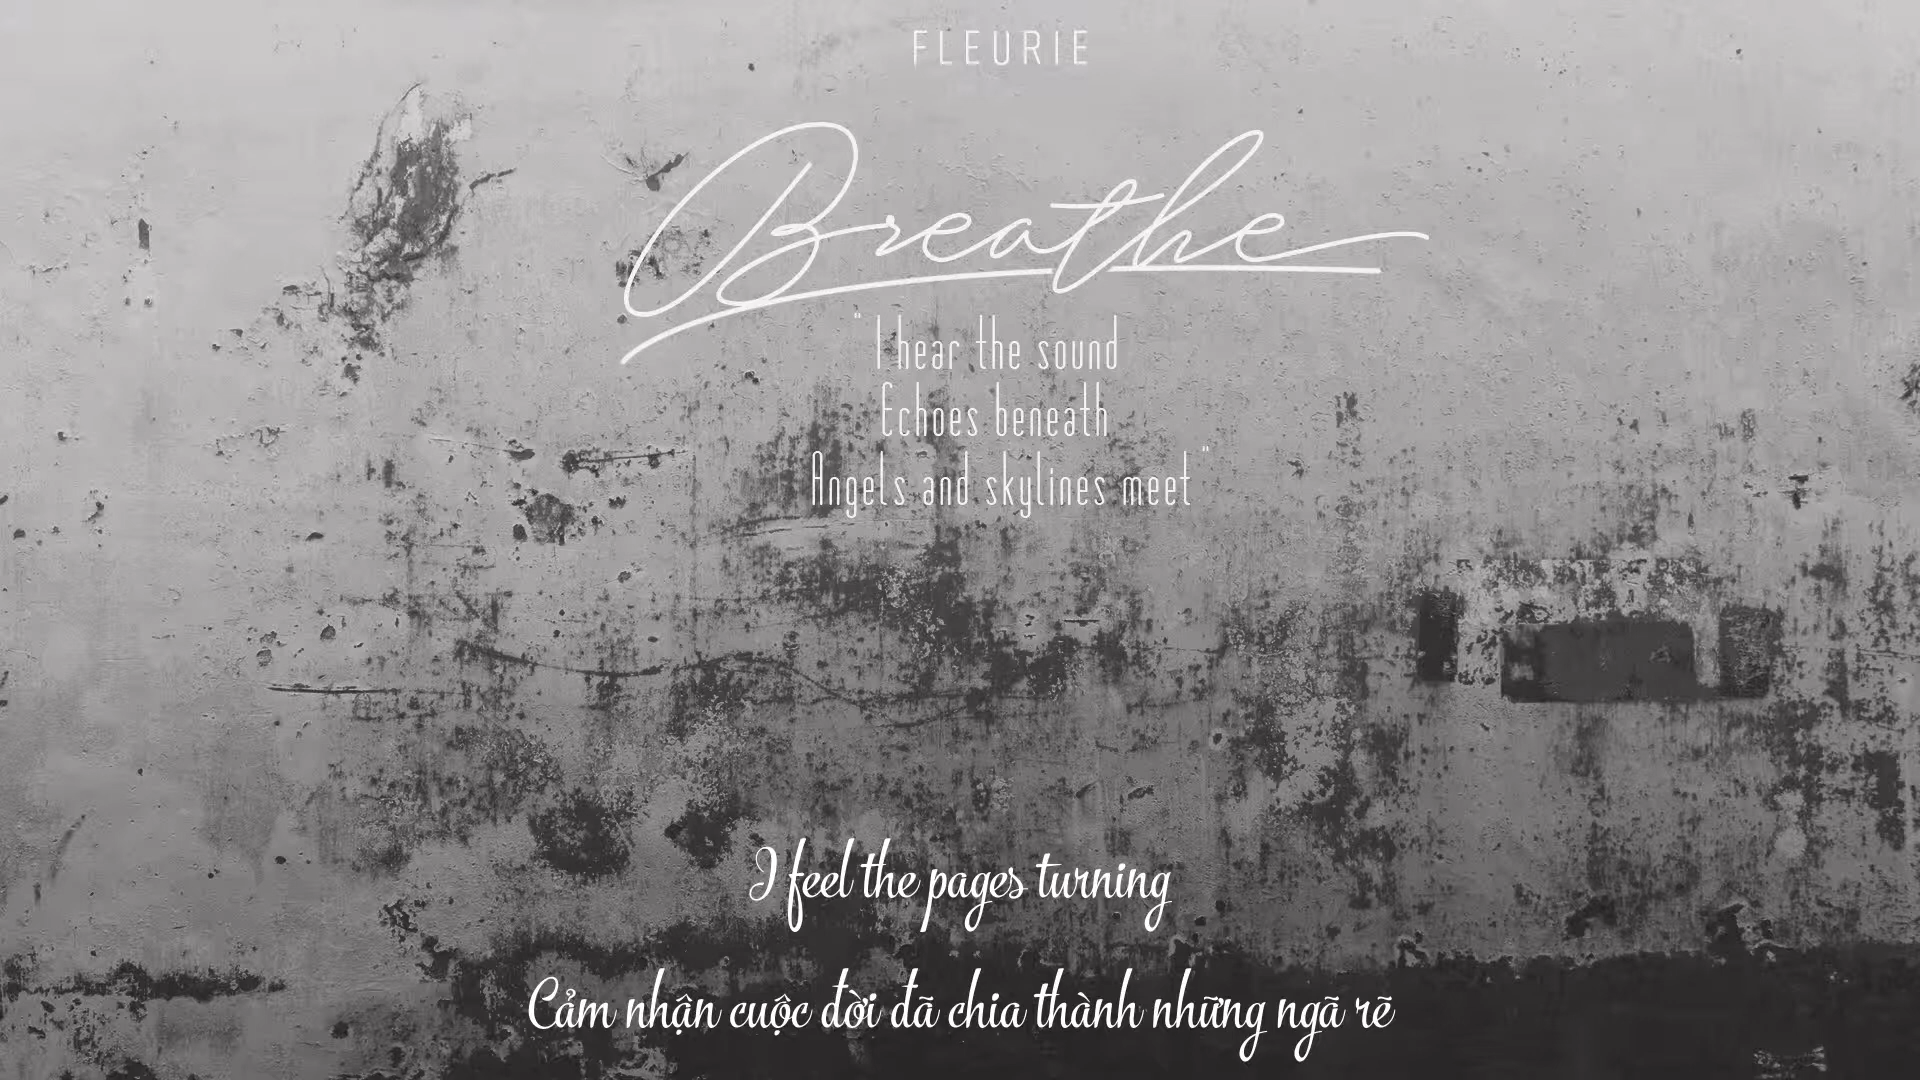 FLEURIE
Breathe
" I hear the sound
Echoes beneath
Angels and skylines meet "
I feel the pages turning
Cảm nhận cuộc đời đã chia thành những ngã rẽ